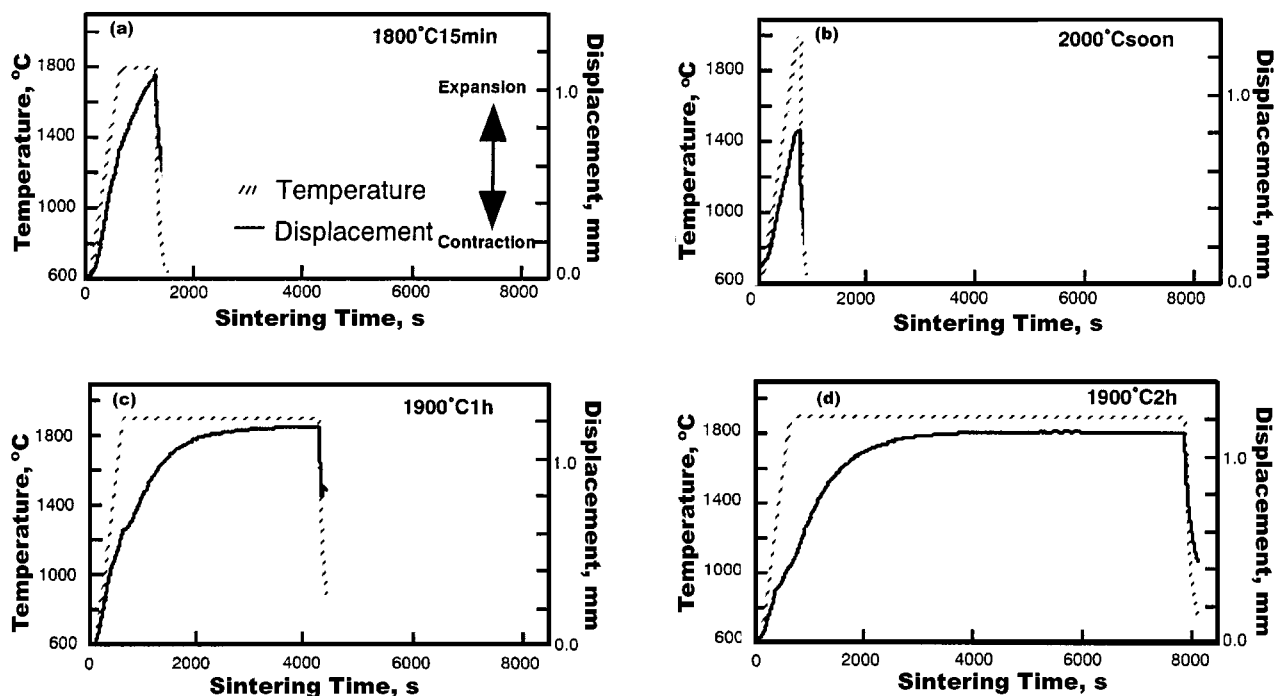 (a)
1800°C15min
Temperature, °C
1800
1400
1000
600
Expansion
Temperature
Displacement
Contraction
1.0
0.0
Displacement, mm
0
2000
4000
6000
8000
Sintering Time, s
(b)
2000°Csoon
Temperature, °C
1800
1400
1000
600
1.0
0.0
Displacement, mm
0
2000
4000
6000
8000
Sintering Time, s
(c)
1900°C1h
Temperature, °C
1800
1400
1000
600
1.0
0.0
Displacement, mm
0
2000
4000
6000
8000
Sintering Time, s
(d)
1900°C2h
Temperature, °C
1800
1400
1000
600
1.0
0.0
Displacement, mm
0
2000
4000
6000
8000
Sintering Time, s